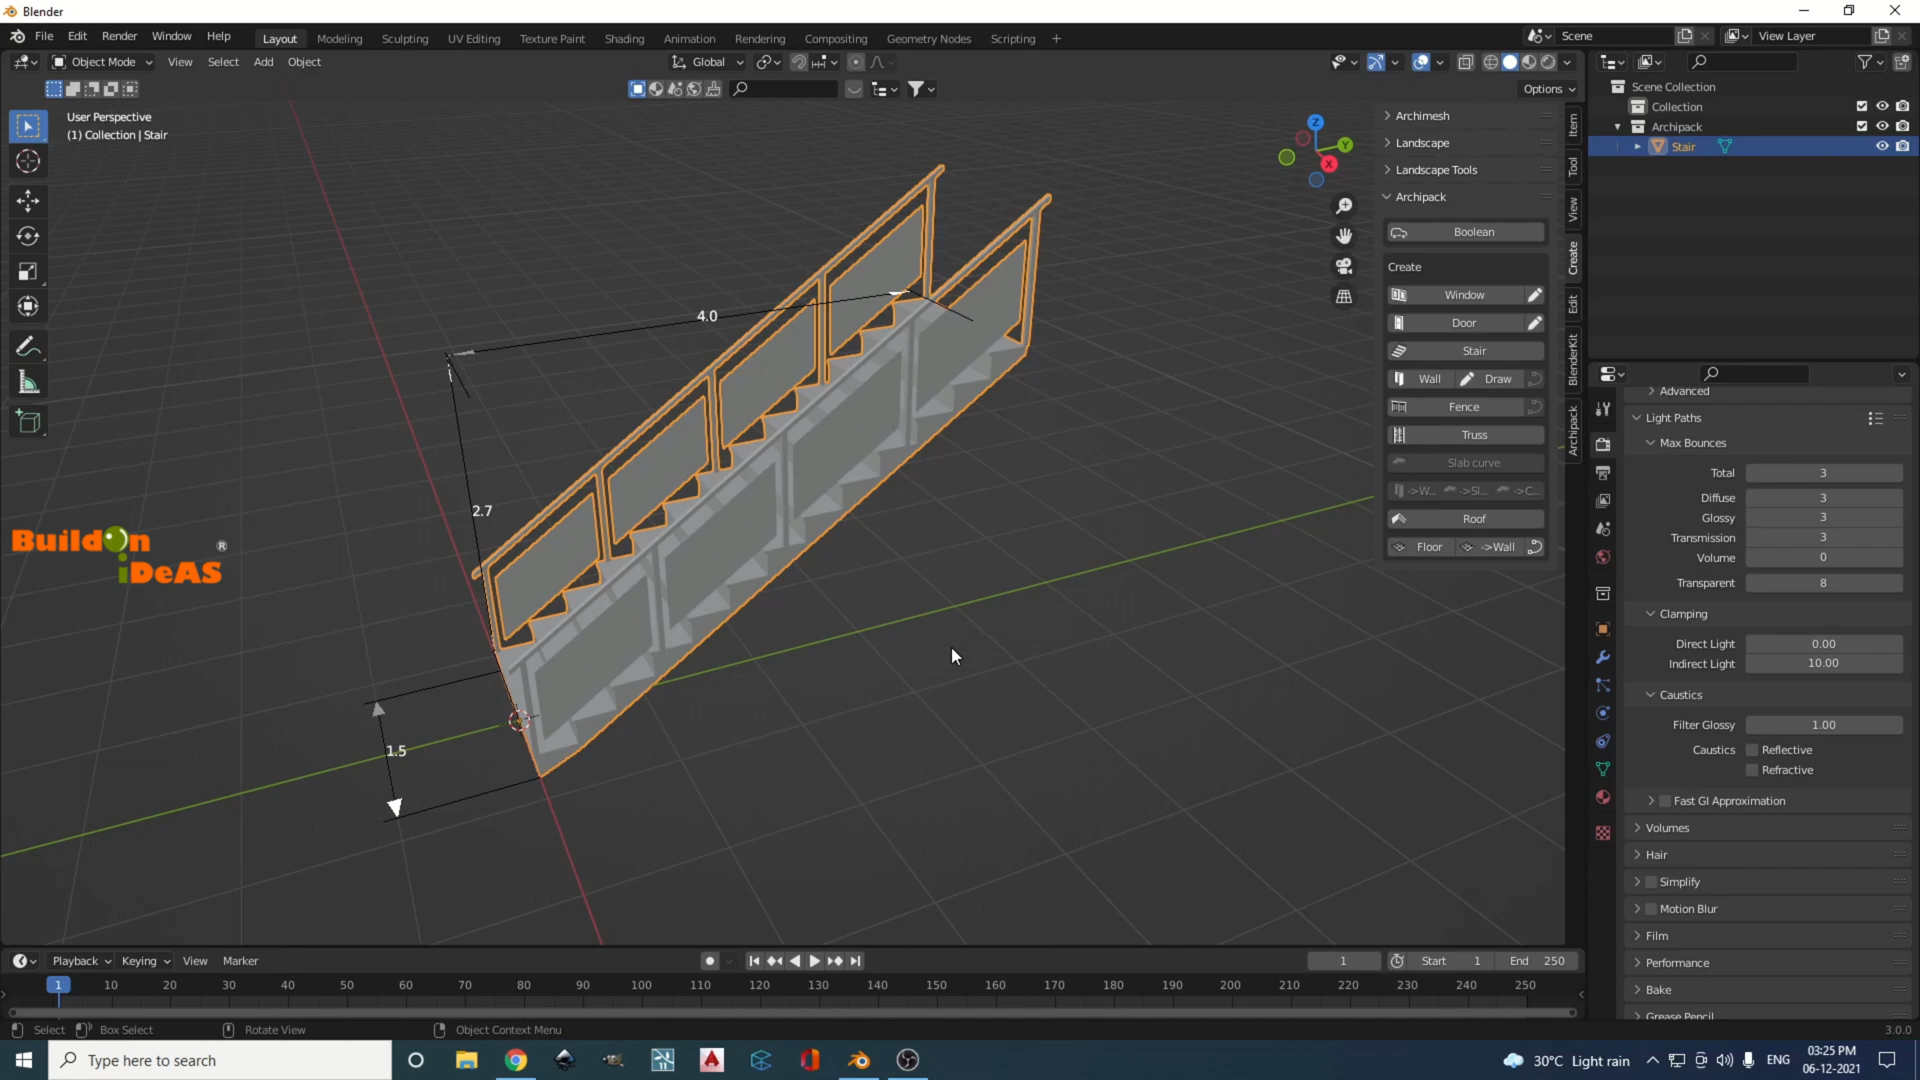 Blender
File Edit Render Window Help
Layout Modeling Sculpting UV Editing Texture Paint Shading Animation Rendering Compositing Geometry Nodes Scripting +
Scene
View Layer
Object Mode View Select Add Object
Global
Options
User Perspective
(1) Collection | Stair
Z
Y
X
4.0
2.7
1.5
BuildOn
iDeAS
®
Archimesh
Landscape
Landscape Tools
Archipack
Boolean
Create
Window
Door
Stair
Wall Draw
Fence
Truss
Slab curve
->W... ->Sl... ->C...
Roof
Floor ->Wall
Item
Tool
View
Create
Edit
BlenderKit
Archipack
Scene Collection
Collection
Archipack
Stair
Advanced
Light Paths
Max Bounces
Total 3
Diffuse 3
Glossy 3
Transmission 3
Volume 0
Transparent 8
Clamping
Direct Light 0.00
Indirect Light 10.00
Caustics
Filter Glossy 1.00
Caustics Reflective
Refractive
Fast GI Approximation
Volumes
Hair
Simplify
Motion Blur
Film
Performance
Bake
Grease Pencil
Playback Keying View Marker
1
Start 1 End 250
1 10 20 30 40 50 60 70 80 90 100 110 120 130 140 150 160 170 180 190 200 210 220 230 240 250
Select Box Select Rotate View Object Context Menu
3.0.0
Type here to search
30°C Light rain
ENG
03:25 PM
06-12-2021